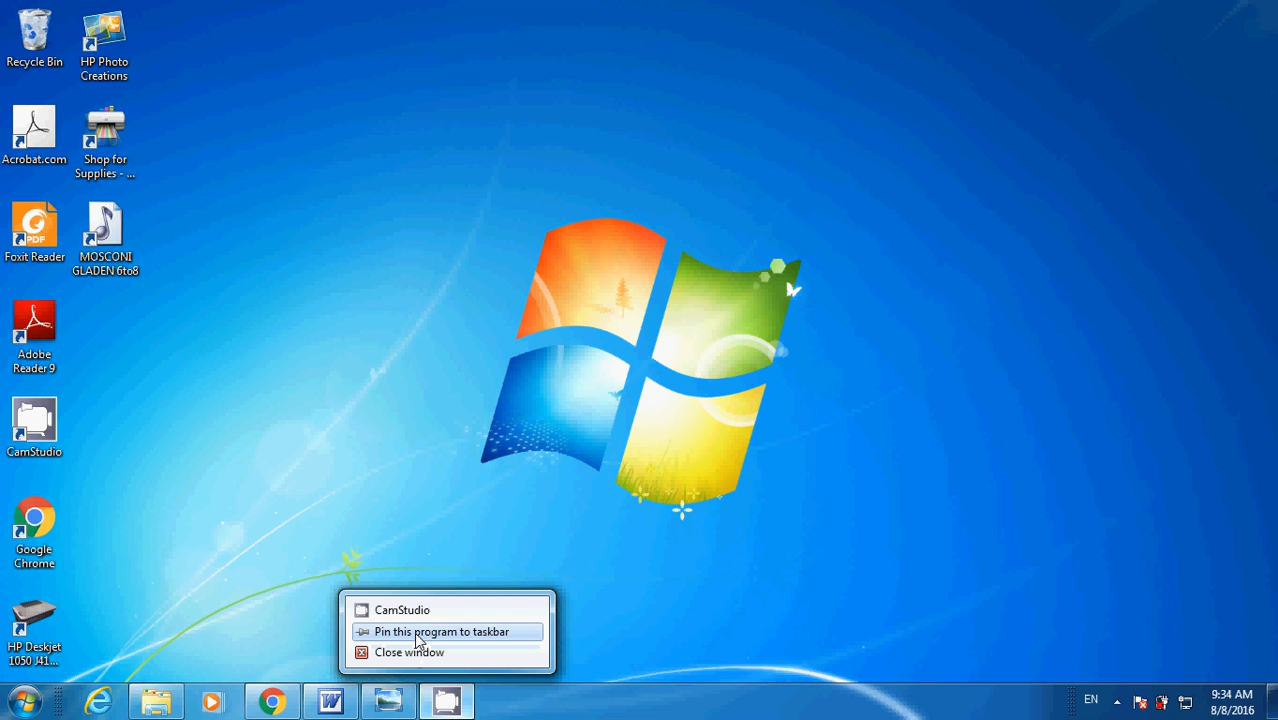 Recycle Bin
HP Photo
Creations
Acrobat.com
Shop for
Supplies - ...
PDF
Foxit Reader
MOSCONI
GLADEN 6to8
Adobe
Reader 9
CamStudio
Google
Chrome
HP Deskjet
1050 J41...
CamStudio
Pin this program to taskbar
Close window
W
EN
9:34 AM
8/8/2016